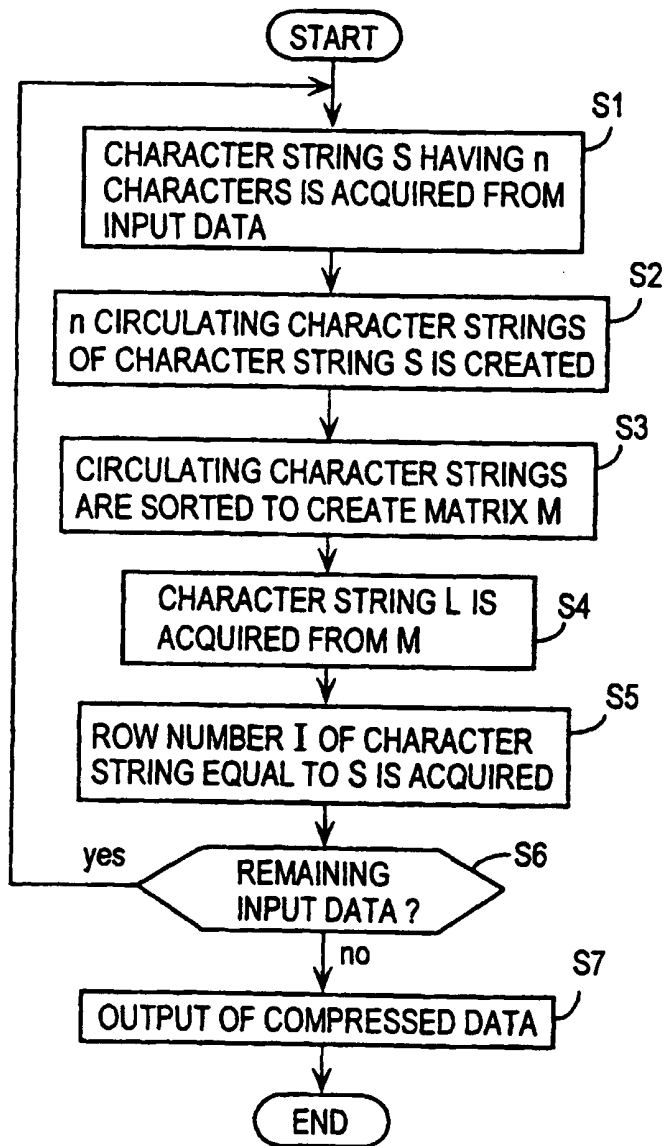 START
S1
CHARACTER STRING S HAVING n
CHARACTERS IS ACQUIRED FROM
INPUT DATA
S2
n CIRCULATING CHARACTER STRINGS
OF CHARACTER STRING S IS CREATED
S3
CIRCULATING CHARACTER STRINGS
ARE SORTED TO CREATE MATRIX M
CHARACTER STRING L IS
ACQUIRED FROM M
S4
S5
ROW NUMBER I OF CHARACTER
STRING EQUAL TO S IS ACQUIRED
yes
S6
REMAINING
INPUT DATA ?
no
S7
OUTPUT OF COMPRESSED DATA
END